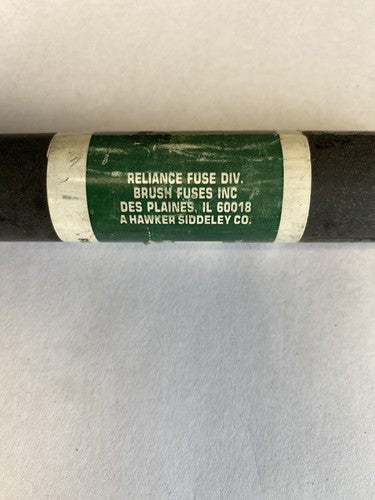 RELIANCE FUSE DIV.
BRUSH FUSES INC
DES PLAINES, IL 60018
A HAWKER SIDDELEY CO.